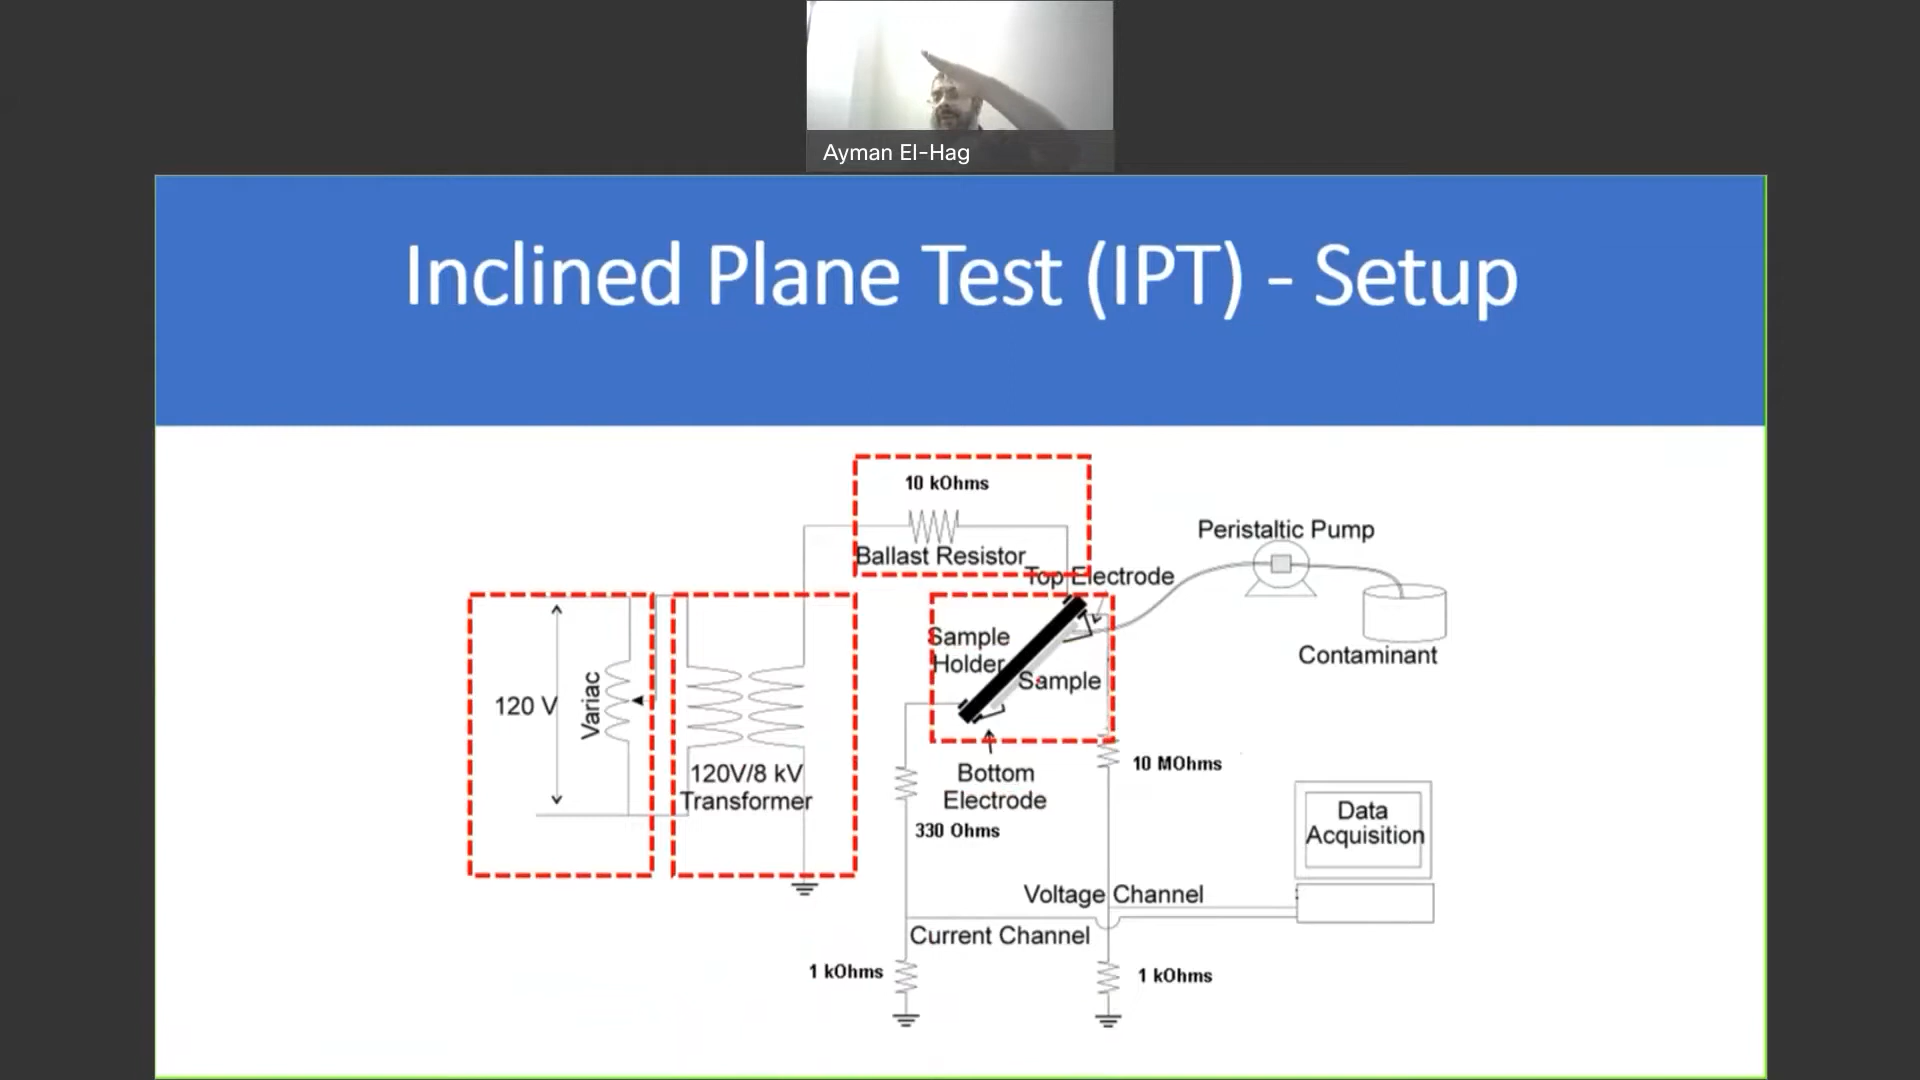 Ayman El-Hag
Inclined Plane Test (IPT) - Setup
10 kOhms
Ballast Resistor
Peristaltic Pump
Top Electrode
Contaminant
Sample
Holder
Sample
120 V
Variac
120V/8 kV
Transformer
Bottom
Electrode
10 MOhms
330 Ohms
Data
Acquisition
Voltage Channel
Current Channel
1 kOhms
1 kOhms